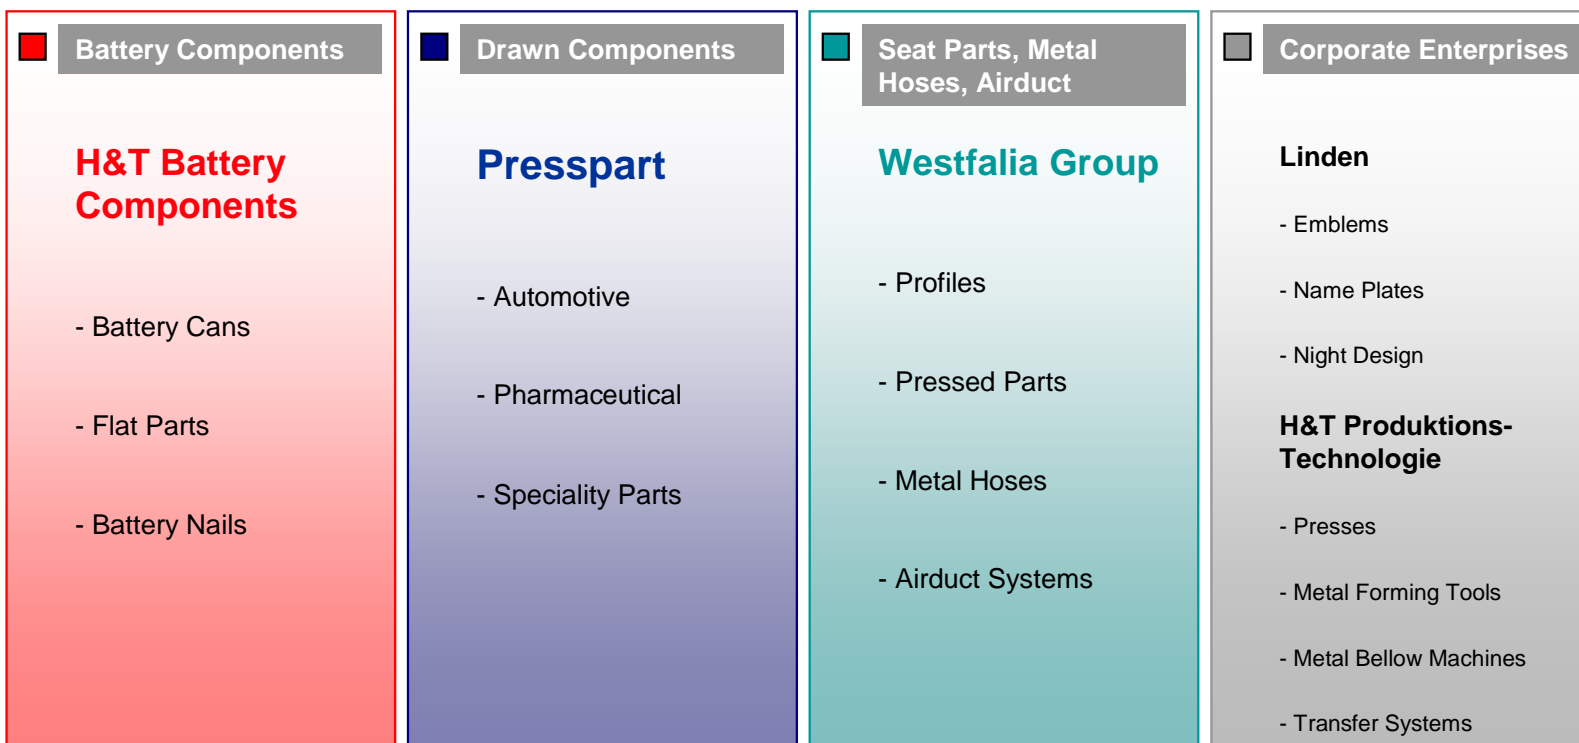 Battery Components
H&T Battery
Components
- Battery Cans
- Flat Parts
- Battery Nails
Drawn Components
Presspart
- Automotive
- Pharmaceutical
- Speciality Parts
Seat Parts, Metal
Hoses, Airduct
Westfalia Group
- Profiles
- Pressed Parts
- Metal Hoses
- Airduct Systems
Corporate Enterprises
Linden
- Emblems
- Name Plates
- Night Design
H&T Produktions-
Technologie
- Presses
- Metal Forming Tools
- Metal Bellow Machines
- Transfer Systems